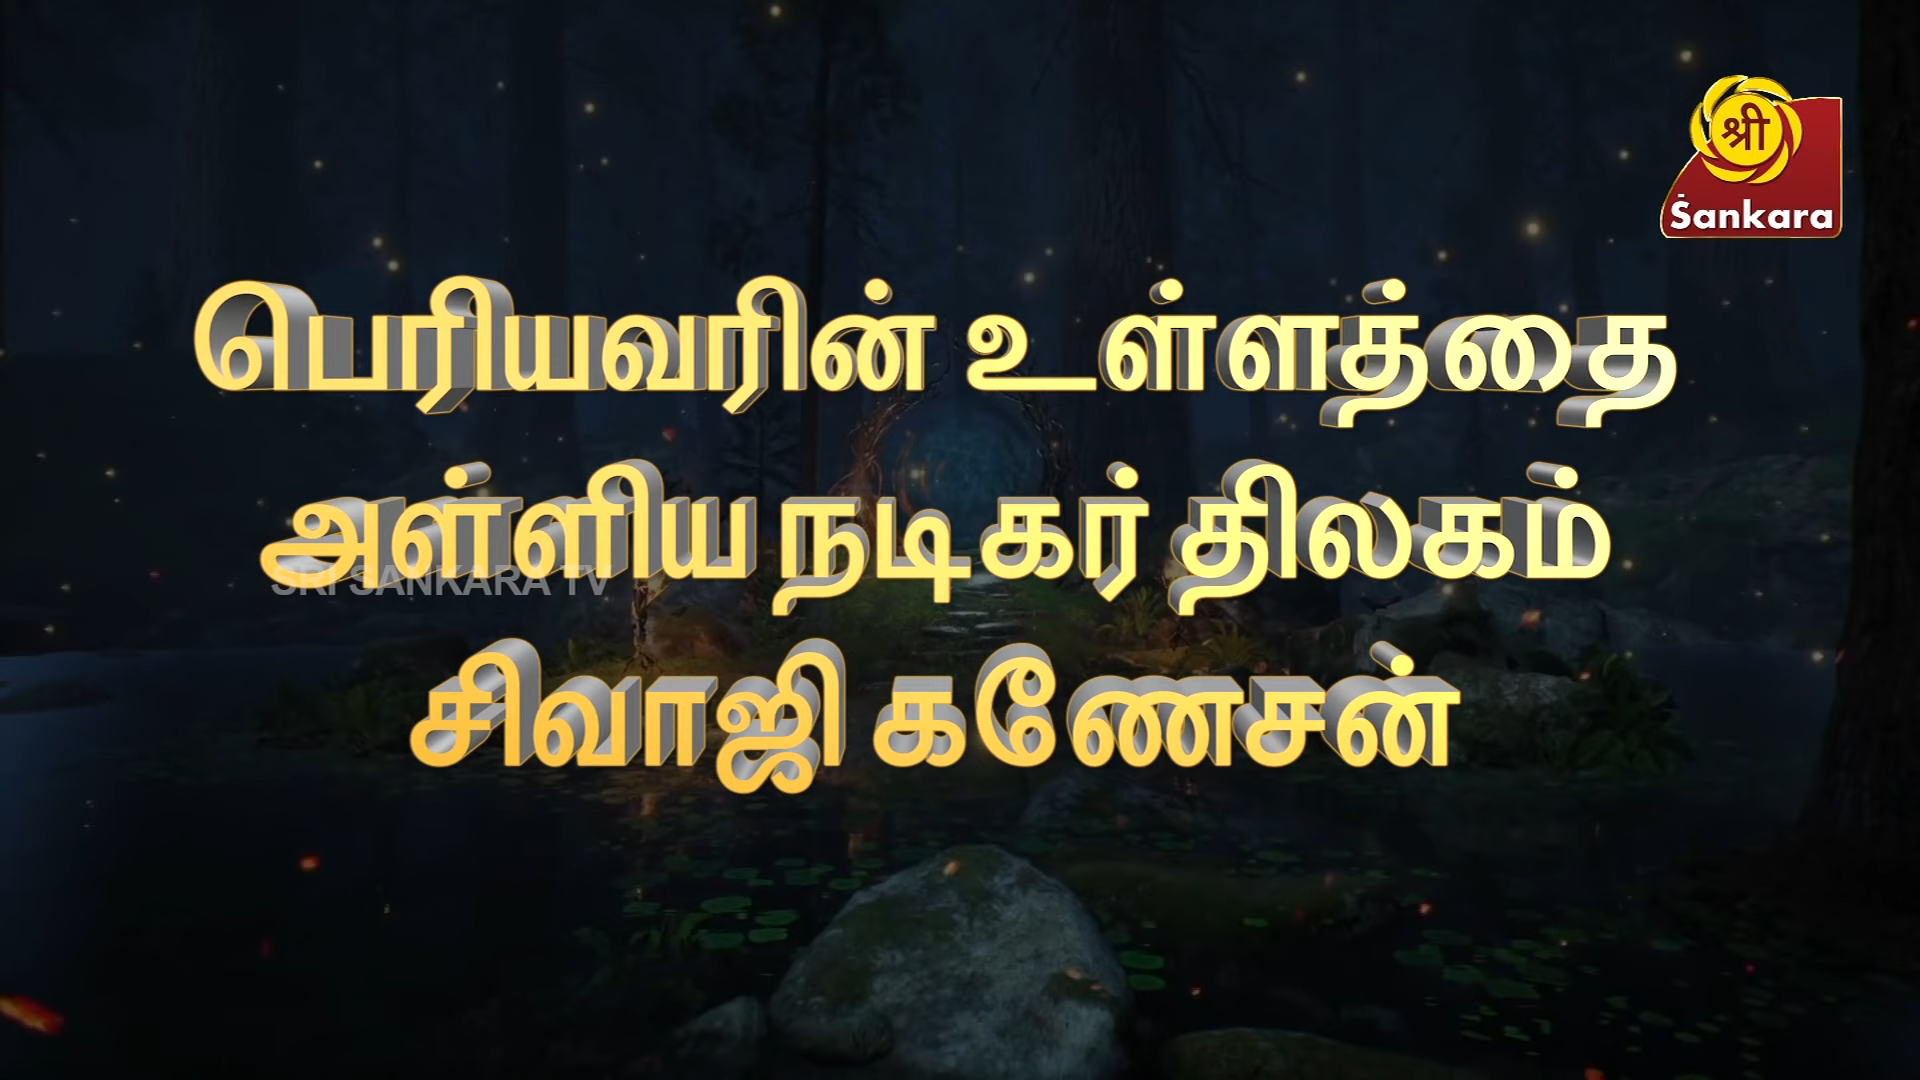 श्री
Sankara
பெரியவரின் உள்ளத்தை
அள்ளிய நடிகர் திலகம்
SRI SANKARA TV
சிவாஜி கணேசன்